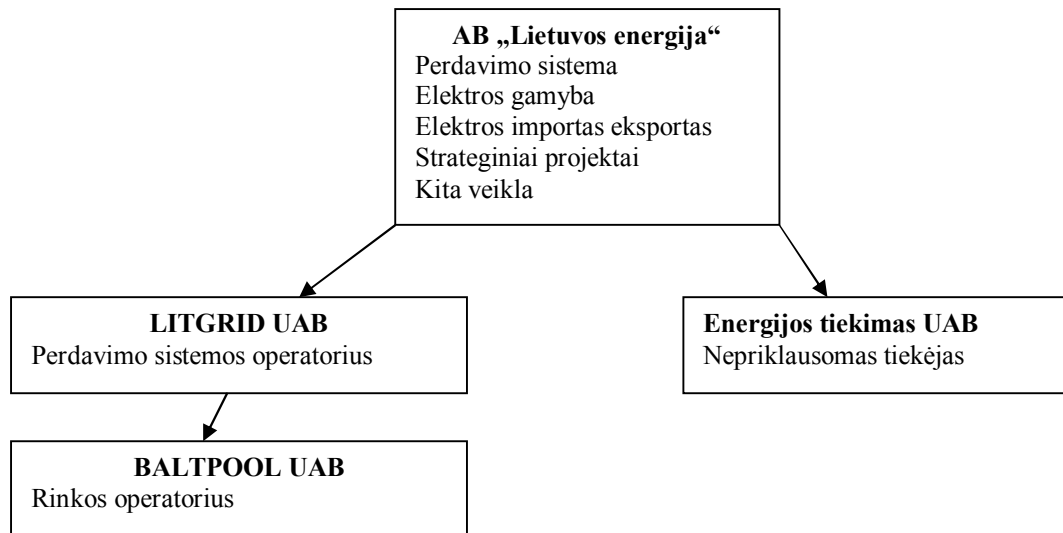 AB „Lietuvos energija“
Perdavimo sistema
Elektros gamyba
Elektros importas eksportas
Strateginiai projektai
Kita veikla
LITGRID UAB
Perdavimo sistemos operatorius
Energijos tiekimas UAB
Nepriklausomas tiekėjas
BALTPOOL UAB
Rinkos operatorius